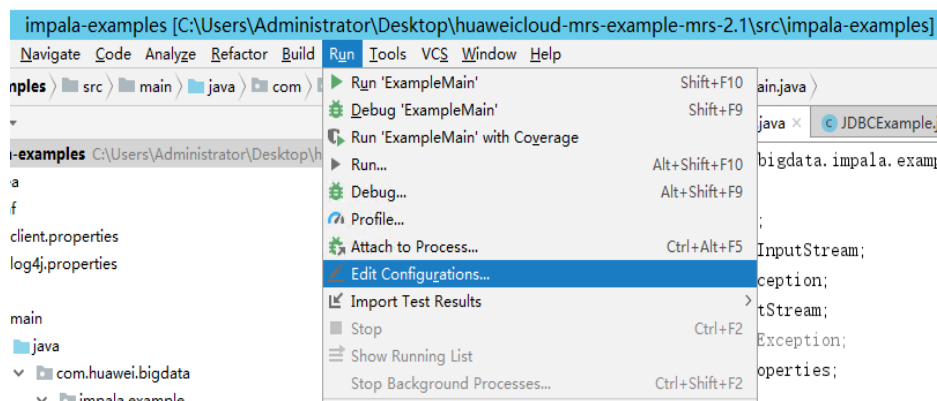 impala-examples [C:\Users\Administrator\Desktop\huaweicloud-mrs-example-mrs-2.1\src\impala-examples]
Navigate Code Analyze Refactor Build Run Tools VCS Window Help
mples src main java com ain.java
Run 'ExampleMain' Shift+F10
java JDBCExample.j
Debug 'ExampleMain' Shift+F9
Run 'ExampleMain' with Coverage
-examples C:\Users\Administrator\Desktop\h
bigdata.impala.examp
Run... Alt+Shift+F10
Debug... Alt+Shift+F9
Profile...
;
client.properties
Attach to Process... Ctrl+Alt+F5
InputStream;
log4j.properties
Edit Configurations...
ception;
Import Test Results
tStream;
main
Stop Ctrl+F2
Exception;
java
Show Running List
operties;
com.huawei.bigdata
Stop Background Processes... Ctrl+Shift+F2
impala.example